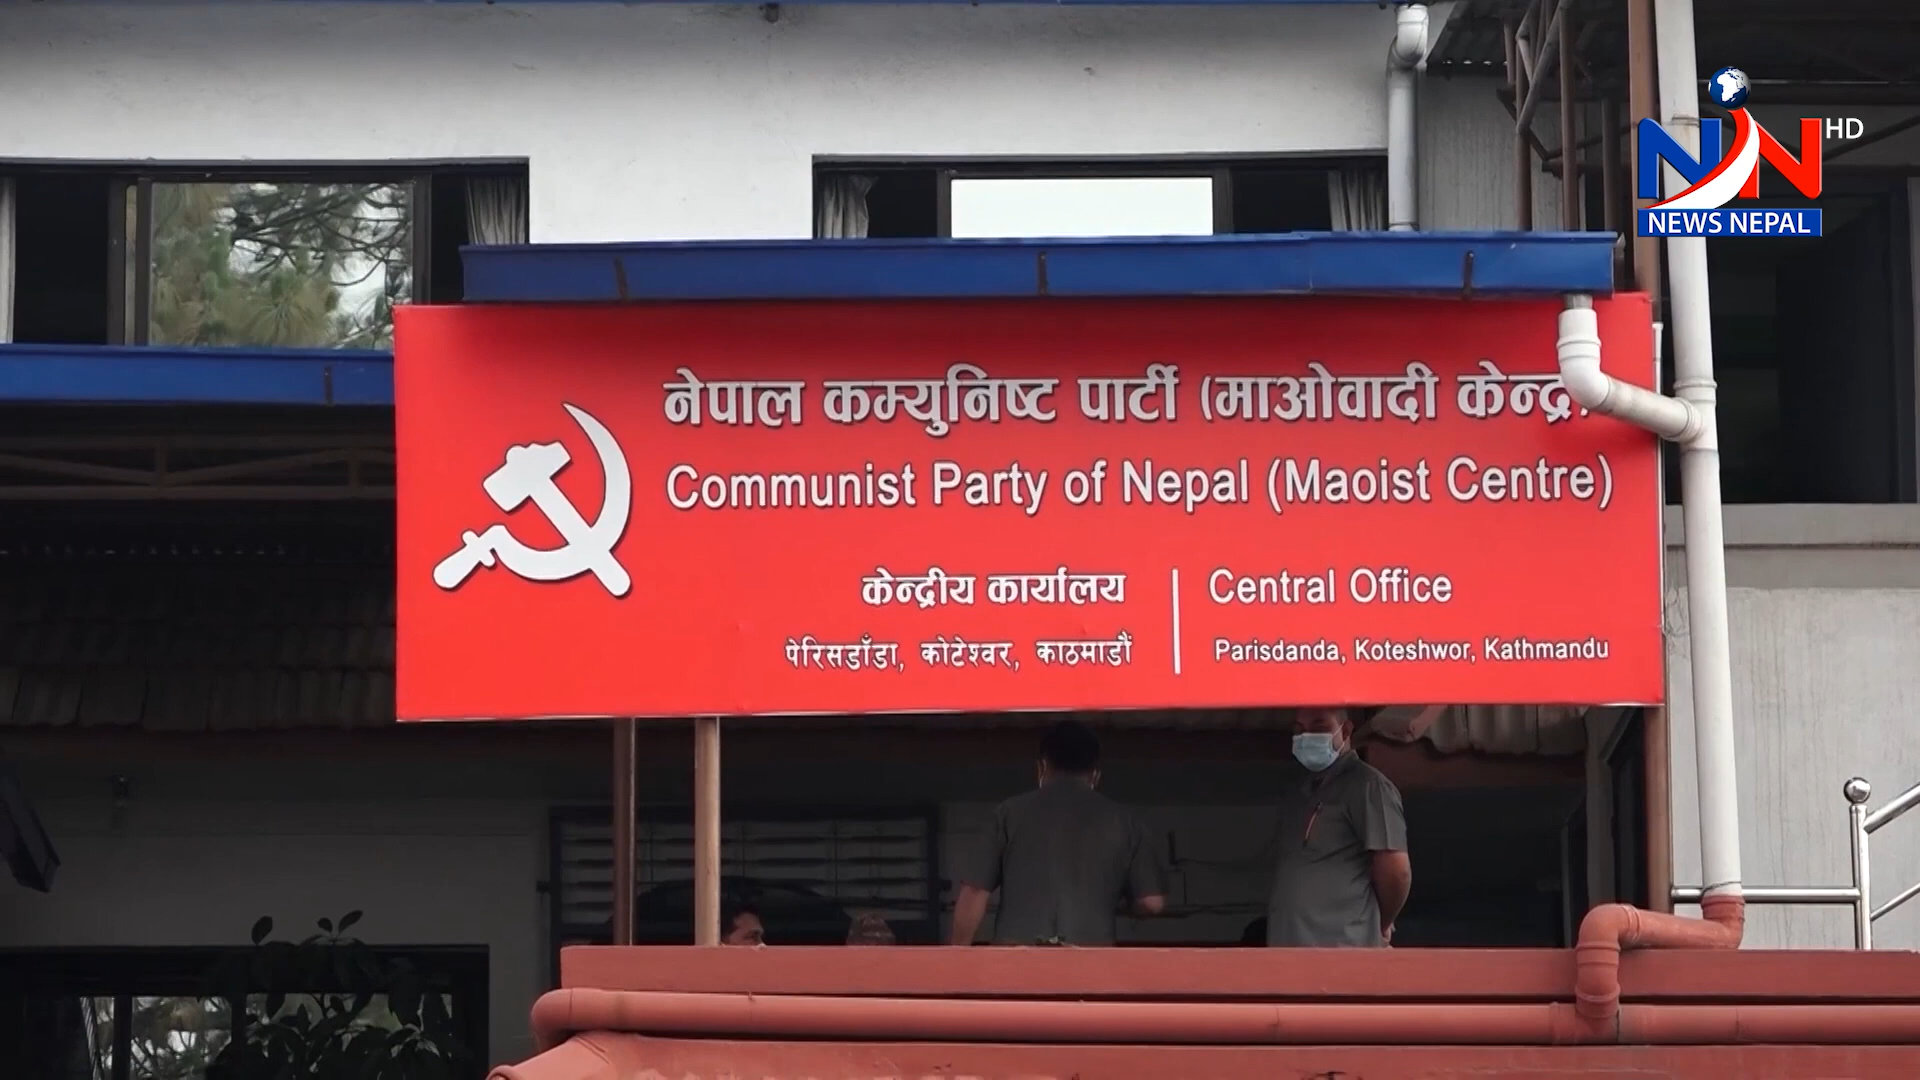 नेपाल कम्युनिष्ट पार्टी (माओवादी केन्द्र)
Communist Party of Nepal (Maoist Centre)
केन्द्रीय कार्यालय
पेरिसडाँडा, कोटेश्वर, काठमाडौं
Central Office
Parisdanda, Koteshwor, Kathmandu
NN HD
NEWS NEPAL